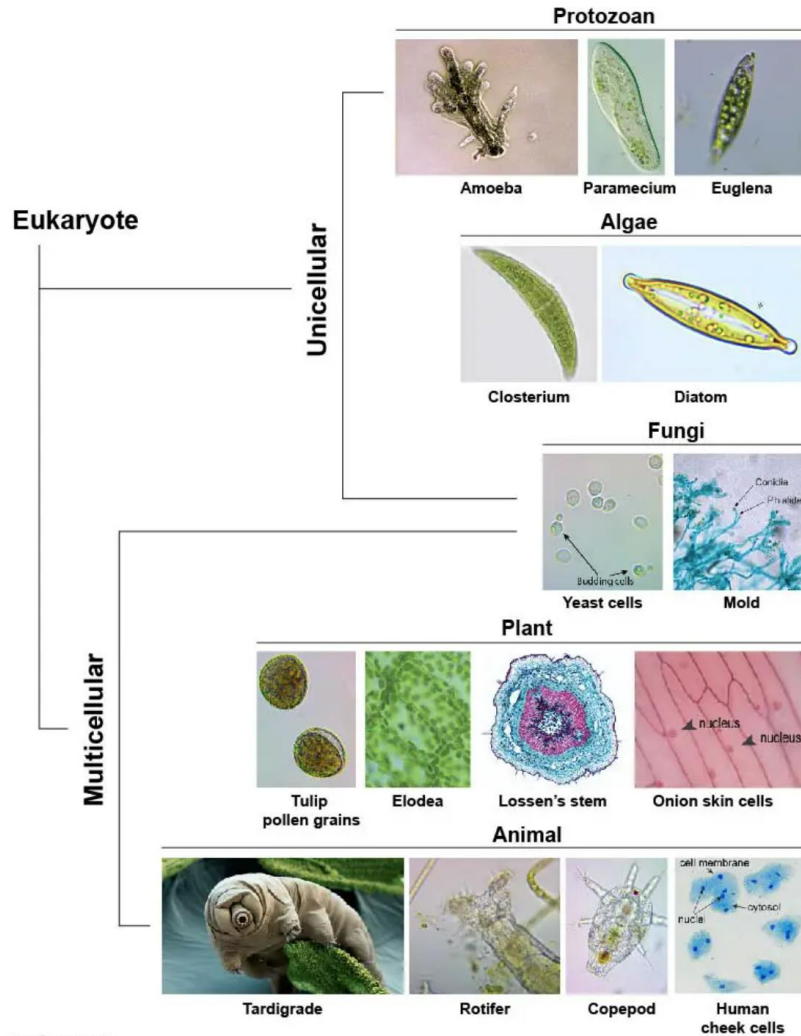 Protozoan
Amoeba
Paramecium
Euglena
Eukaryote
Unicellular
Algae
Closterium
Diatom
Fungi
Conidia
Phialide
Budding cells
Yeast cells
Mold
Multicellular
Plant
nucleus
nucleus
Tulip
pollen grains
Elodea
Lossen's stem
Onion skin cells
Animal
cell membrane
nuclei
cytosol
Tardigrade
Rotifer
Copepod
Human
cheek cells